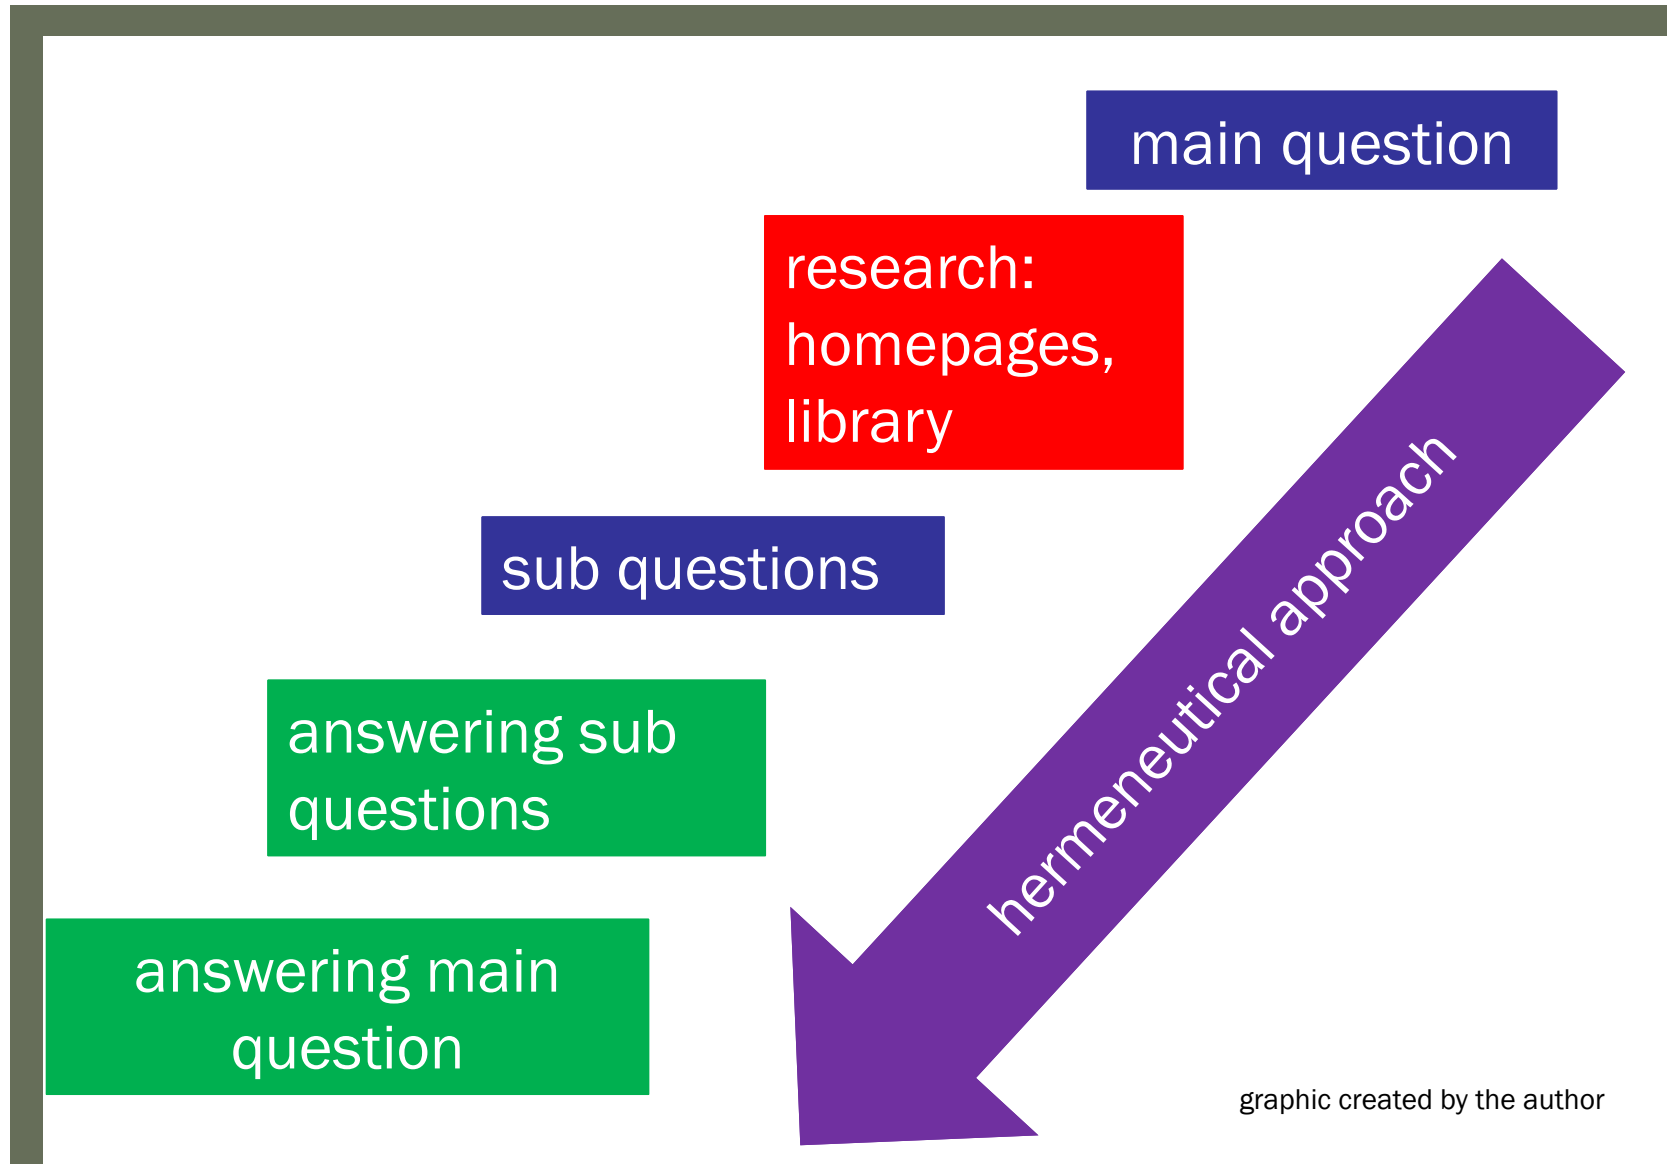 main question
research:
homepages,
library
sub questions
answering sub
questions
answering main
question
hermeneutical approach
graphic created by the author